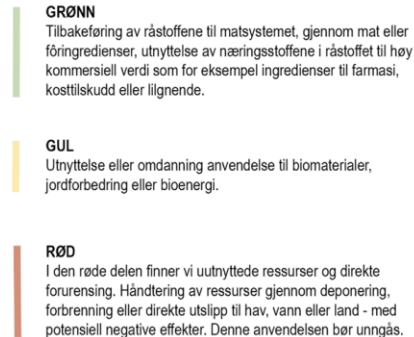 GRØNN
Tilbakeføring av råstoffene til matsystemet, gjennom mat eller
fôringredienser, utnyttelse av næringsstoffene i råstoffet til høy
kommersiell verdi som for eksempel ingredienser til farmasi,
kosttilskudd eller lilgnende.
GUL
Utnyttelse eller omdanning anvendelse til biomaterialer,
jordforbedring eller bioenergi.
RØD
I den røde delen finner vi uutnyttede ressurser og direkte
forurensing. Håndtering av ressurser gjennom deponering,
forbrenning eller direkte utslipp til hav, vann eller land - med
potensiell negative effekter. Denne anvendelsen bør unngås.